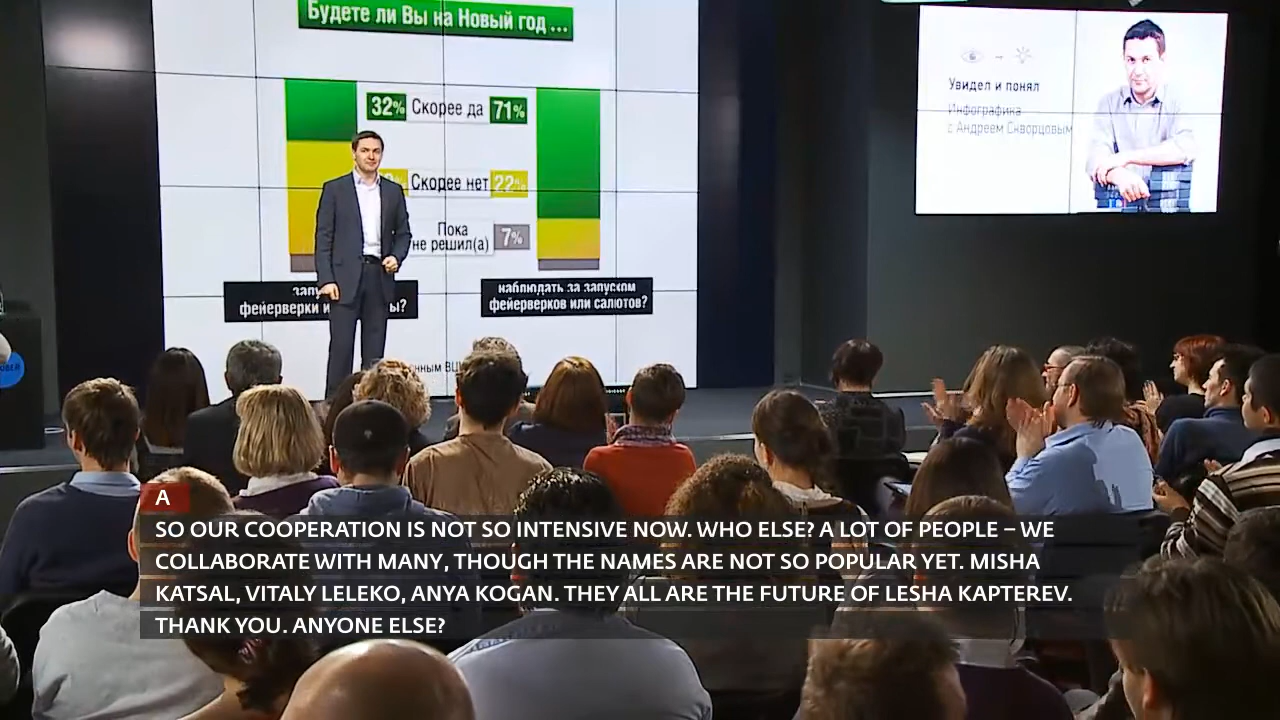 Будете ли Вы на Новый год ...
32% Скорее да 71%
Скорее нет 22%
Пока
не решил(а)
7%
фейерверки
наблюдать за запуском
фейерверков или салютов?
Увидел и понял
Инфографика
с Андреем Скворцовым
A
SO OUR COOPERATION IS NOT SO INTENSIVE NOW. WHO ELSE? A LOT OF PEOPLE – WE
COLLABORATE WITH MANY, THOUGH THE NAMES ARE NOT SO POPULAR YET. MISHA
KATSAL, VITALY LELEKO, ANYA KOGAN. THEY ALL ARE THE FUTURE OF LESHA KAPTEREV.
THANK YOU. ANYONE ELSE?